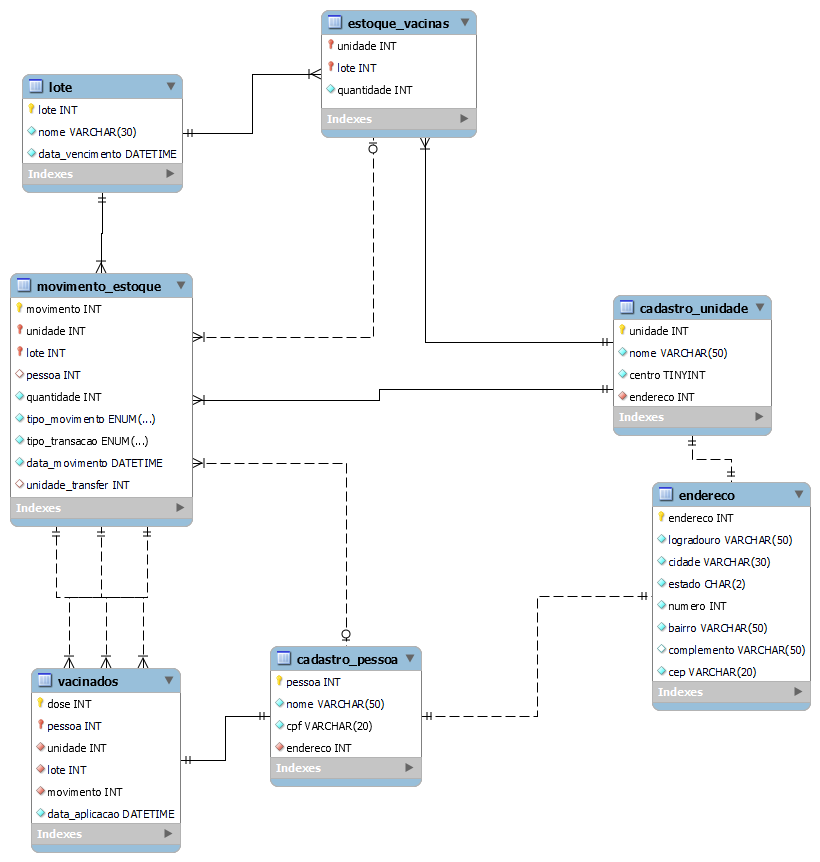 estoque_vacinas
unidade INT
lote INT
quantidade INT
Indexes
lote
lote INT
nome VARCHAR(30)
data_vencimento DATETIME
Indexes
movimento_estoque
movimento INT
unidade INT
lote INT
pessoa INT
quantidade INT
tipo_movimento ENUM(...)
tipo_transacao ENUM(...)
data_movimento DATETIME
unidade_transfer INT
Indexes
cadastro_unidade
unidade INT
nome VARCHAR(50)
centro TINYINT
endereco INT
Indexes
endereco
endereco INT
logradouro VARCHAR(50)
cidade VARCHAR(30)
estado CHAR(2)
numero INT
bairro VARCHAR(50)
complemento VARCHAR(50)
cep VARCHAR(20)
Indexes
cadastro_pessoa
pessoa INT
nome VARCHAR(50)
cpf VARCHAR(20)
endereco INT
Indexes
vacinados
dose INT
pessoa INT
unidade INT
lote INT
movimento INT
data_aplicacao DATETIME
Indexes